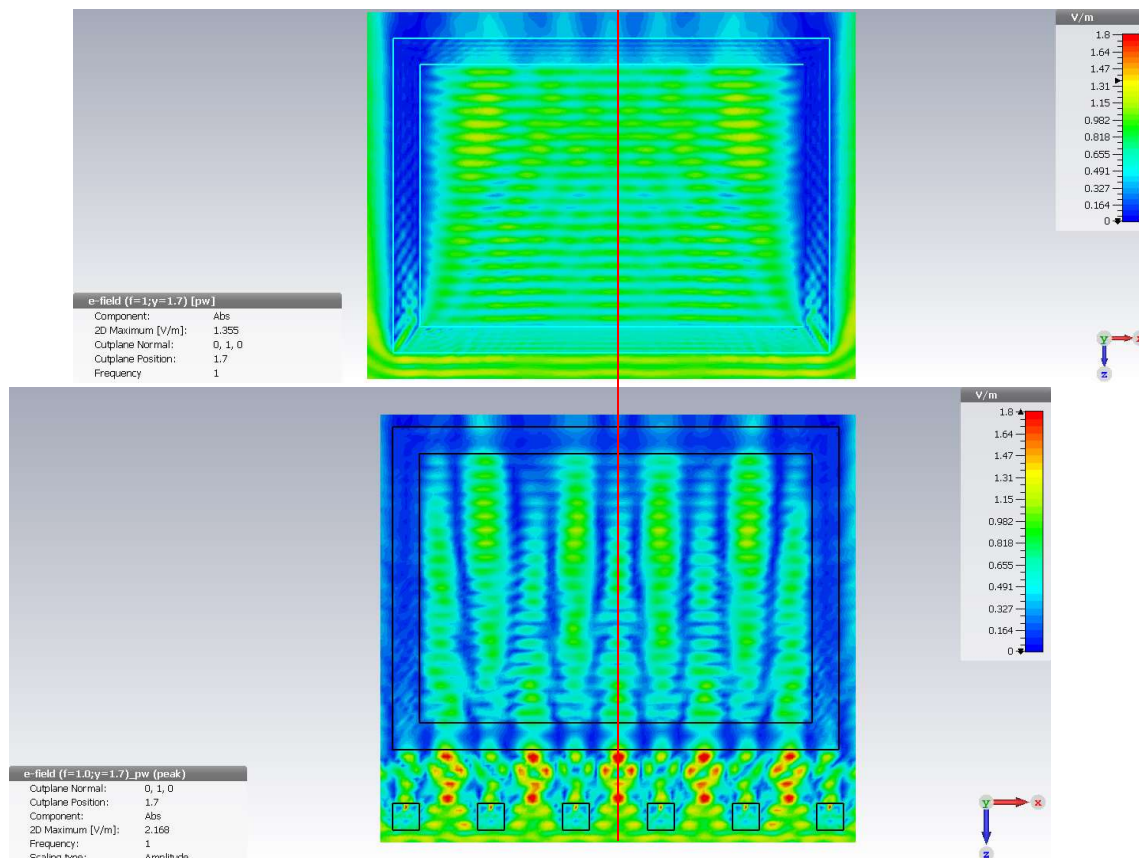 V/m
1.8
1.64
1.47
1.31
1.15
0.982
0.818
0.655
0.491
0.327
0.164
0
e-field (f=1;y=1.7) [pw]
Component: Abs
2D Maximum [V/m]: 1.355
Cutplane Normal: 0, 1, 0
Cutplane Position: 1.7
Frequency 1
y x
z
V/m
1.8
1.64
1.47
1.31
1.15
0.982
0.818
0.655
0.491
0.327
0.164
0
e-field (f=1.0;y=1.7)_pw (peak)
Cutplane Normal: 0, 1, 0
Cutplane Position: 1.7
Component: Abs
2D Maximum [V/m]: 2.168
Frequency: 1
Scaling type: Amplitude
y x
z